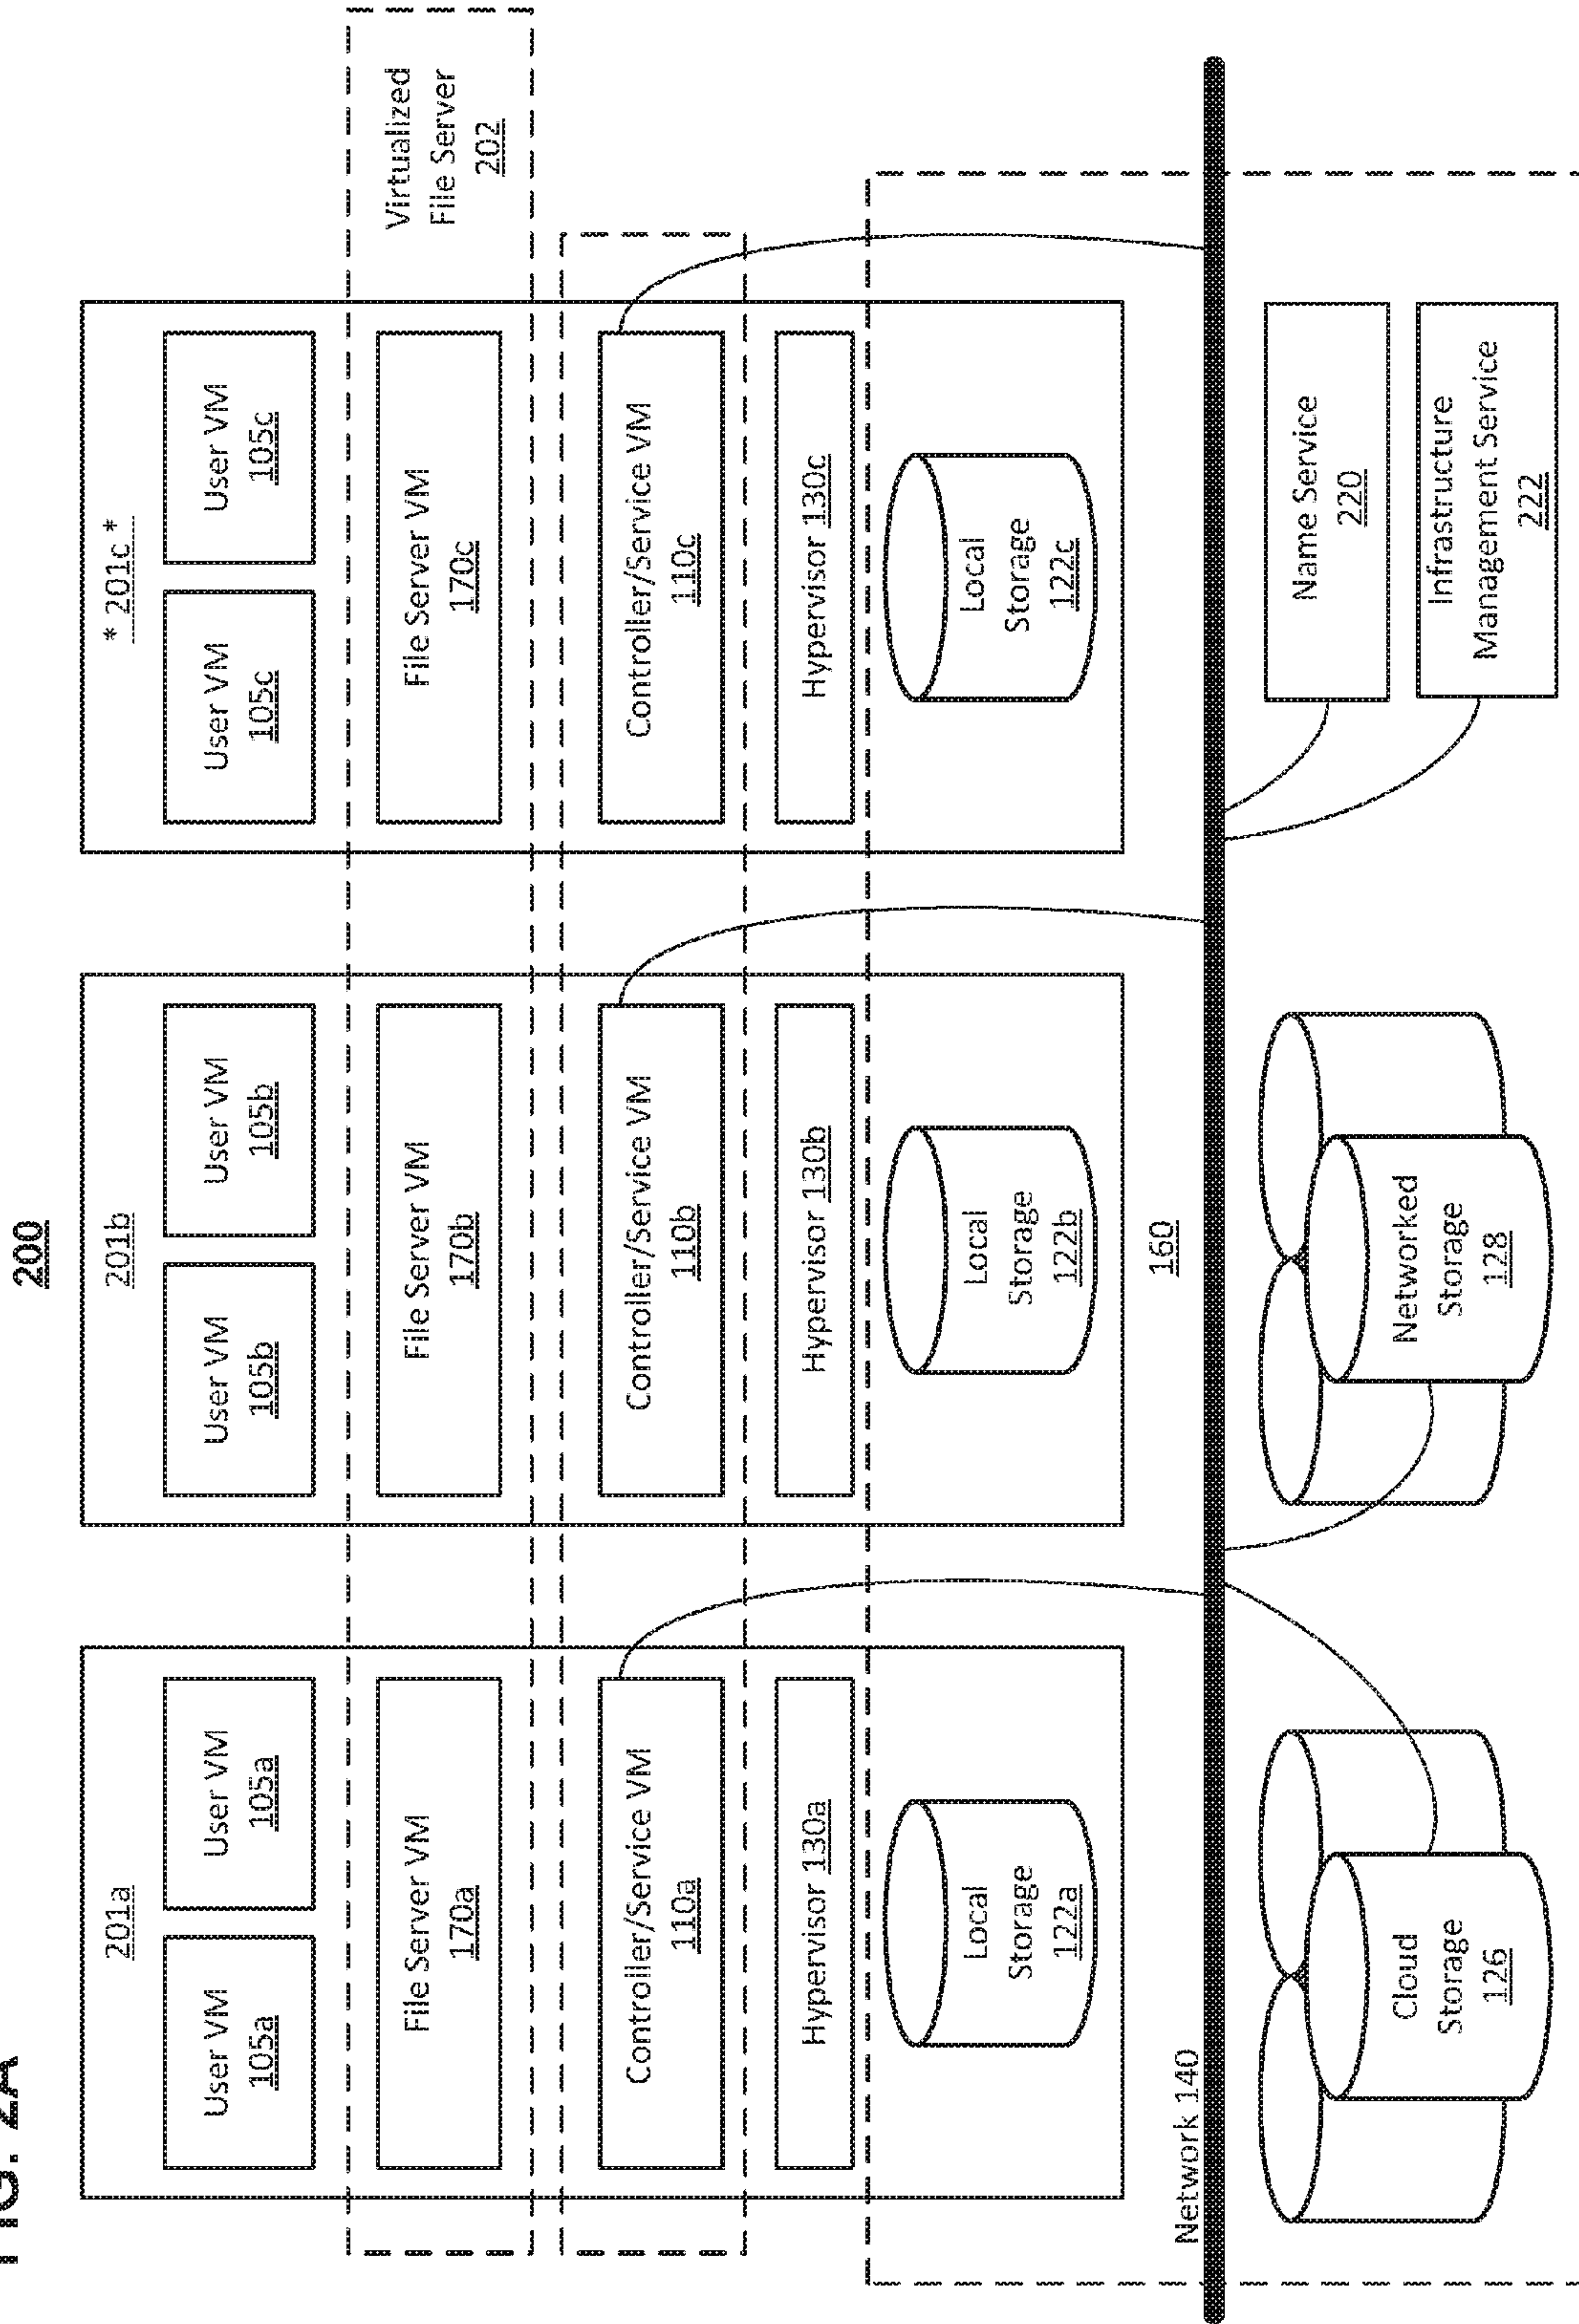 FIG. 2A
200
201a
User VM
105a
User VM
105a
File Server VM
170a
Controller/Service VM
110a
Hypervisor 130a
Local
Storage
122a
201b
User VM
105b
User VM
105b
File Server VM
170b
Controller/Service VM
110b
Hypervisor 130b
Local
Storage
122b
* 201c *
User VM
105c
User VM
105c
File Server VM
170c
Controller/Service VM
110c
Hypervisor 130c
Local
Storage
122c
Virtualized
File Server
202
160
Network 140
Cloud
Storage
126
Networked
Storage
128
Name Service
220
Infrastructure
Management Service
222